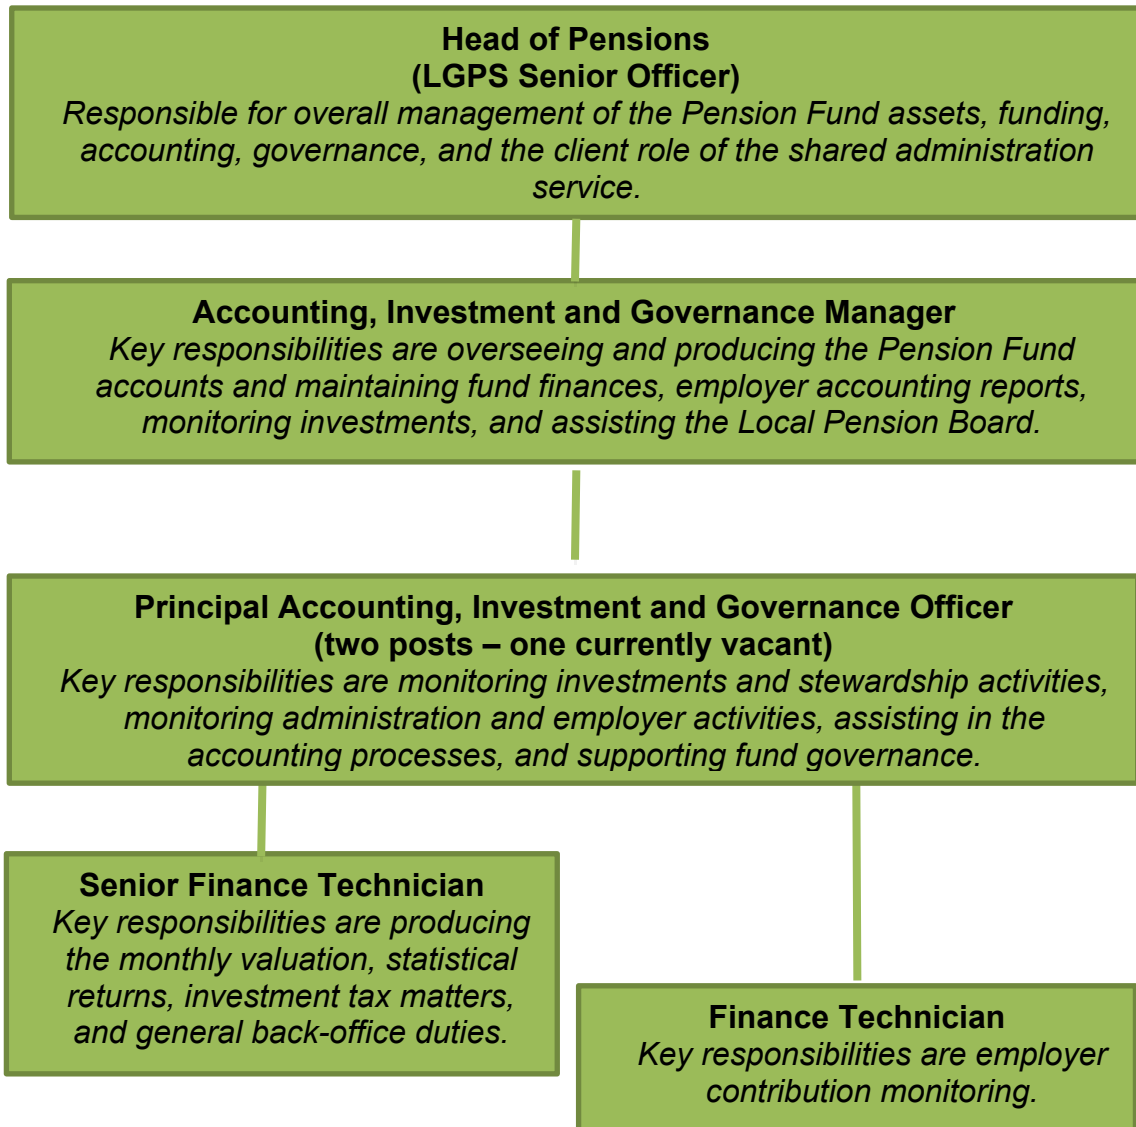 Head of Pensions
(LGPS Senior Officer)
Responsible for overall management of the Pension Fund assets, funding,
accounting, governance, and the client role of the shared administration
service.
Accounting, Investment and Governance Manager
Key responsibilities are overseeing and producing the Pension Fund
accounts and maintaining fund finances, employer accounting reports,
monitoring investments, and assisting the Local Pension Board.
Principal Accounting, Investment and Governance Officer
(two posts – one currently vacant)
Key responsibilities are monitoring investments and stewardship activities,
monitoring administration and employer activities, assisting in the
accounting processes, and supporting fund governance.
Senior Finance Technician
Key responsibilities are producing
the monthly valuation, statistical
returns, investment tax matters,
and general back-office duties.
Finance Technician
Key responsibilities are employer
contribution monitoring.